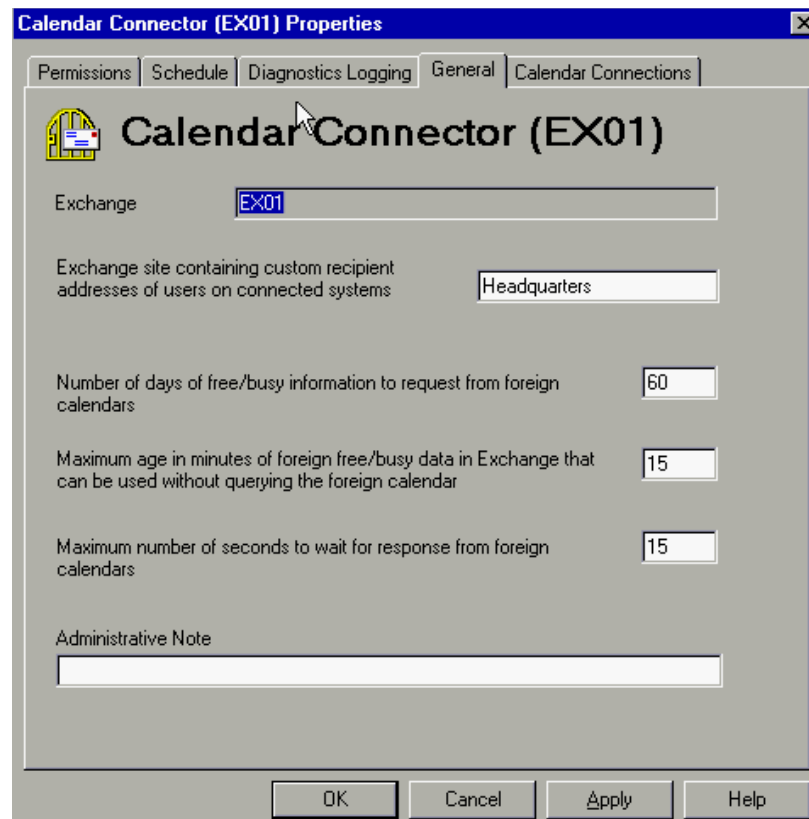 Calendar Connector (EX01) Properties
Permissions Schedule Diagnostics Logging General Calendar Connections
Calendar Connector (EX01)
Exchange EX01
Exchange site containing custom recipient
addresses of users on connected systems
Headquarters
Number of days of free/busy information to request from foreign
calendars
60
Maximum age in minutes of foreign free/busy data in Exchange that
can be used without querying the foreign calendar
15
Maximum number of seconds to wait for response from foreign
calendars
15
Administrative Note
OK Cancel Apply Help